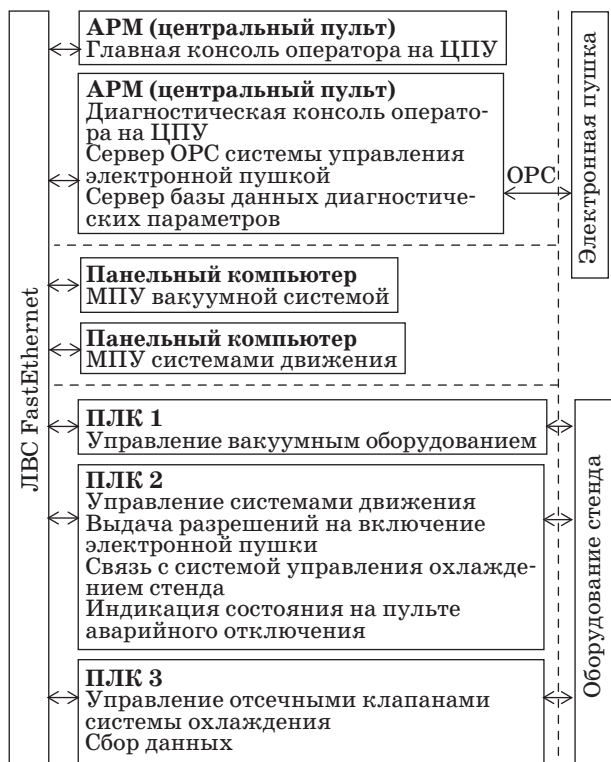 ЛВС FastEthernet
АРМ (центральный пульт)
Главная консоль оператора на ЦПУ
АРМ (центральный пульт)
Диагностическая консоль операто-
ра на ЦПУ
Сервер ОРС системы управления
электронной пушкой
Сервер базы данных диагностиче-
ских параметров
ОРС
Электронная пушка
Панельный компьютер
МПУ вакуумной системой
Панельный компьютер
МПУ системами движения
ПЛК 1
Управление вакуумным оборудованием
ПЛК 2
Управление системами движения
Выдача разрешений на включение
электронной пушки
Связь с системой управления охлажде-
нием стенда
Индикация состояния на пульте
аварийного отключения
ПЛК 3
Управление отсечными клапанами
системы охлаждения
Сбор данных
Оборудование стенда